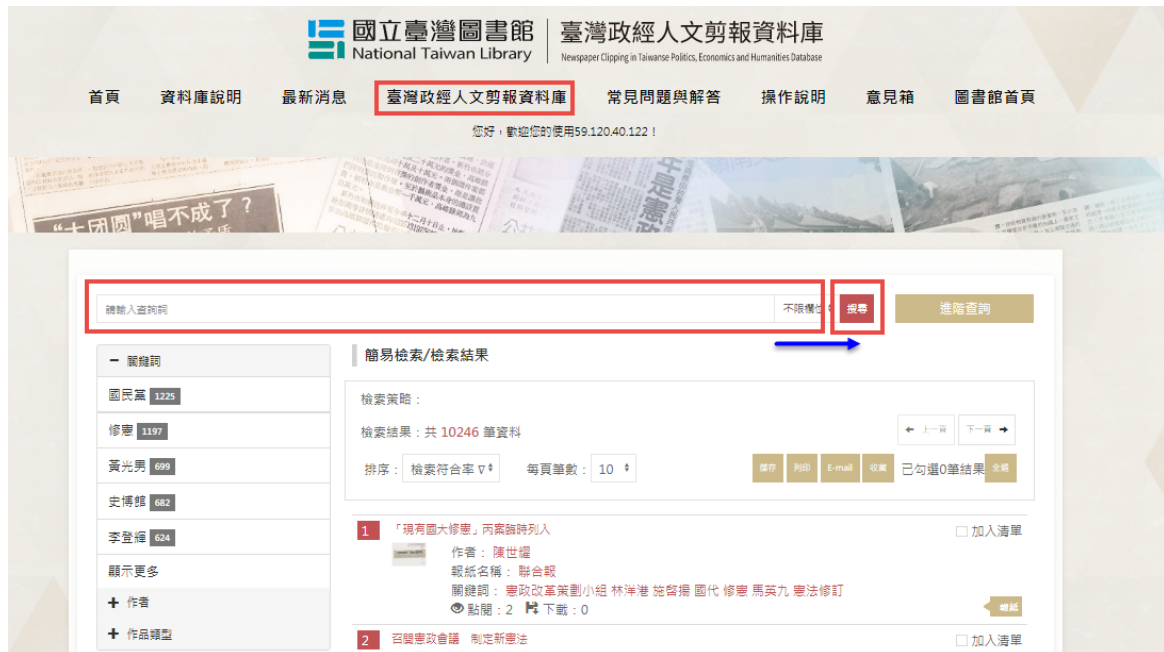 國立臺灣圖書館
National Taiwan Library
臺灣政經人文剪報資料庫
Newspaper Clipping in Taiwanse Politics, Economics and Humanities Database
首頁 資料庫說明 最新消息 臺灣政經人文剪報資料庫 常見問題與解答 操作說明 意見箱 圖書館首頁
您好，歡迎您的使用59.120.40.122！
大团圆”唱不成了？
請輸入查詢詞 不限欄位 搜尋 進階查詢
關鍵詞
國民黨 1225
修憲 1197
黃光男 699
史博館 682
李登輝 624
顯示更多
作者
作品類型
簡易檢索/檢索結果
檢索策略：
檢索結果：共 10246 筆資料
上一頁 下一頁
排序： 檢索符合率 每頁筆數： 10 儲存 列印 E-mail 收藏 已勾選0筆結果 全選
1 「現有國大修憲」丙案臨時列入 加入清單
作者： 陳世耀
報紙名稱： 聯合報
關鍵詞： 憲政改革策劃小組 林洋港 施啓揚 國代 修憲 馬英九 憲法修訂
點閱：2 下載：0
報紙
2 召開憲政會議 制定新憲法 加入清單